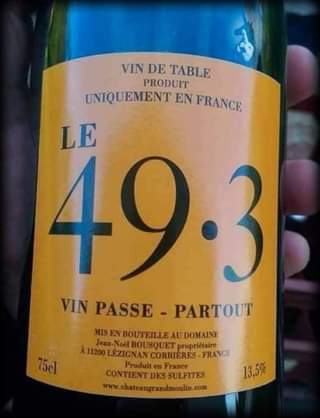 VIN DE TABLE
PRODUIT
UNIQUEMENT EN FRANCE
LE
49·3
VIN PASSE - PARTOUT
MIS EN BOUTEILLE AU DOMAINE
Jean-Noël BOUSQUET propriétaire
À 11200 LÉZIGNAN CORBIÈRES - FRANCE
Produit en France
75cl CONTIENT DES SULFITES 13,5%
www.chateaugrandmoulin.com